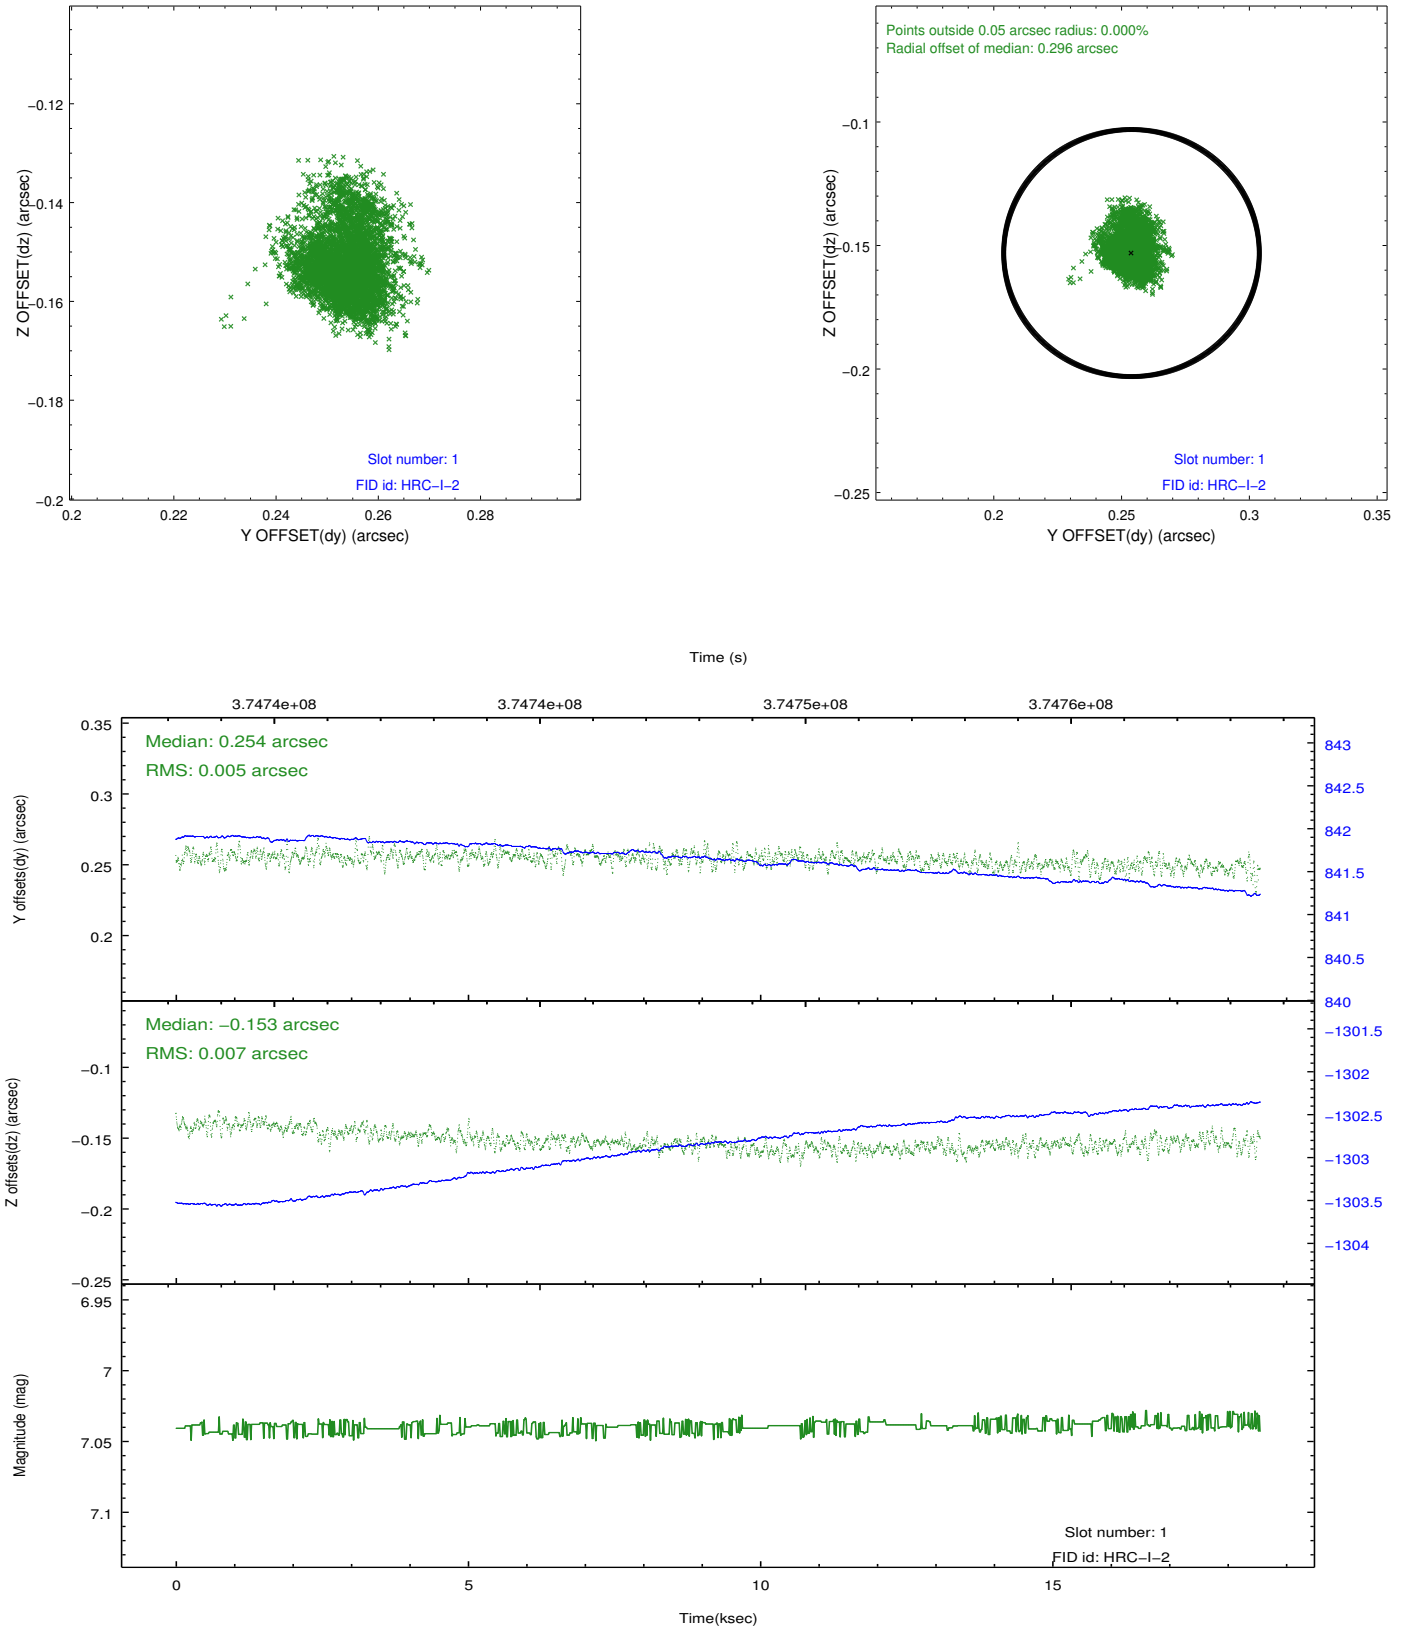 −0.12
−0.14
−0.16
−0.18
−0.2
Z OFFSET(dz) (arcsec)
Slot number: 1
FID id: HRC−I−2
0.2 0.22 0.24 0.26 0.28
Y OFFSET(dy) (arcsec)
Points outside 0.05 arcsec radius: 0.000%
Radial offset of median: 0.296 arcsec
−0.1
−0.15
−0.2
−0.25
Z OFFSET(dz) (arcsec)
Slot number: 1
FID id: HRC−I−2
0.2 0.25 0.3 0.35
Y OFFSET(dy) (arcsec)
Time (s)
3.7474e+08 3.7474e+08 3.7475e+08 3.7476e+08
Median: 0.254 arcsec
RMS: 0.005 arcsec
0.35
0.3
0.25
0.2
Y offsets(dy) (arcsec)
843
842.5
842
841.5
841
840.5
840
Median: −0.153 arcsec
RMS: 0.007 arcsec
−0.1
−0.15
−0.2
−0.25
Z offsets(dz) (arcsec)
−1301.5
−1302
−1302.5
−1303
−1303.5
−1304
6.95
7
7.05
7.1
Magnitude (mag)
Slot number: 1
FID id: HRC−I−2
0 5 10 15
Time(ksec)